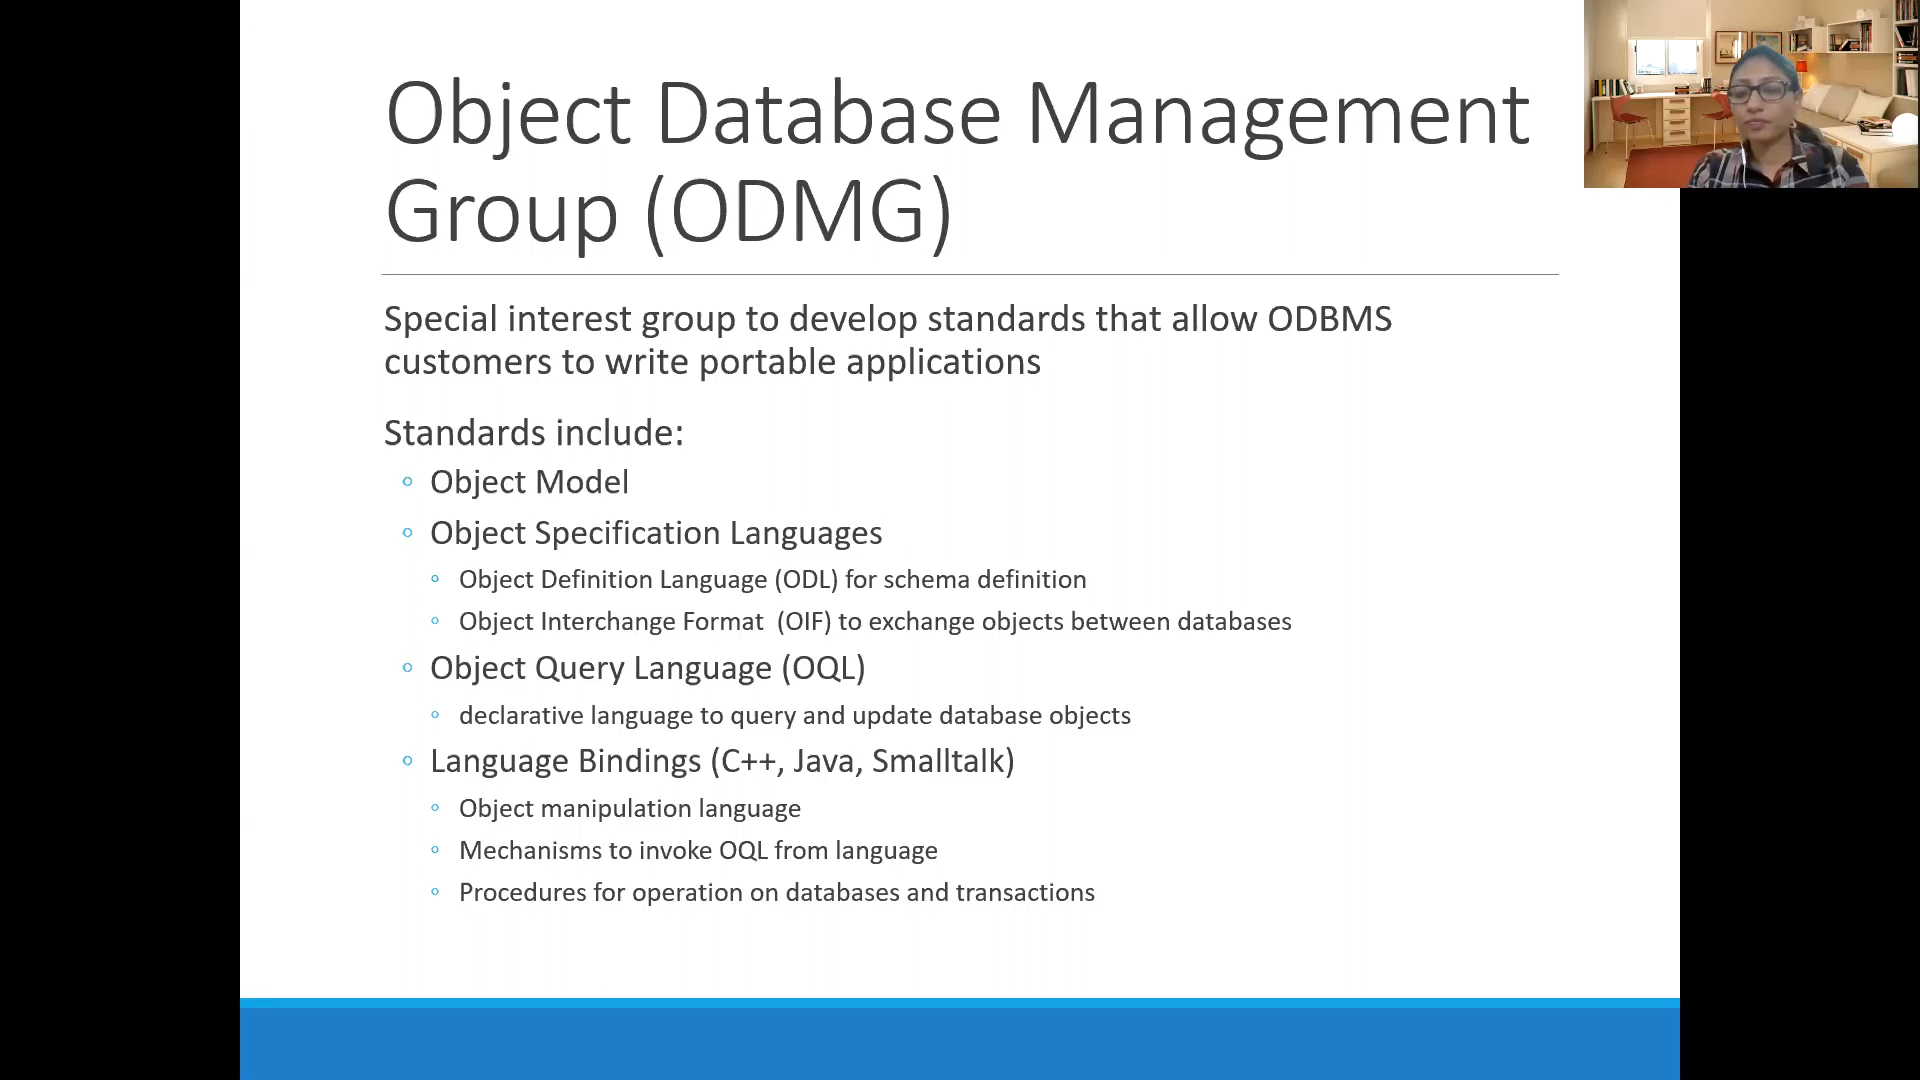 Object Database Management
Group (ODMG)
Special interest group to develop standards that allow ODBMS
customers to write portable applications
Standards include:
◦ Object Model
◦ Object Specification Languages
◦ Object Definition Language (ODL) for schema definition
◦ Object Interchange Format  (OIF) to exchange objects between databases
◦ Object Query Language (OQL)
◦ declarative language to query and update database objects
◦ Language Bindings (C++, Java, Smalltalk)
◦ Object manipulation language
◦ Mechanisms to invoke OQL from language
◦ Procedures for operation on databases and transactions